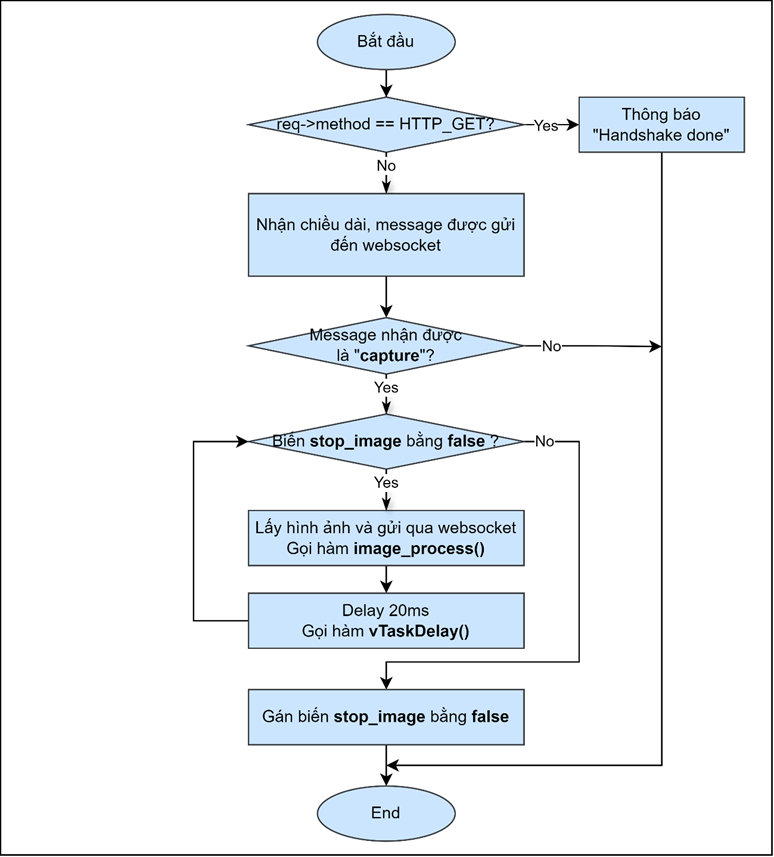 Bắt đầu
req->method == HTTP_GET?
Yes
Thông báo
"Handshake done"
No
Nhận chiều dài, message được gửi
đến websocket
Message nhận được
là "capture"?
No
Yes
Biến stop_image bằng false ?
No
Yes
Lấy hình ảnh và gửi qua websocket
Gọi hàm image_process()
Delay 20ms
Gọi hàm vTaskDelay()
Gán biến stop_image bằng false
End